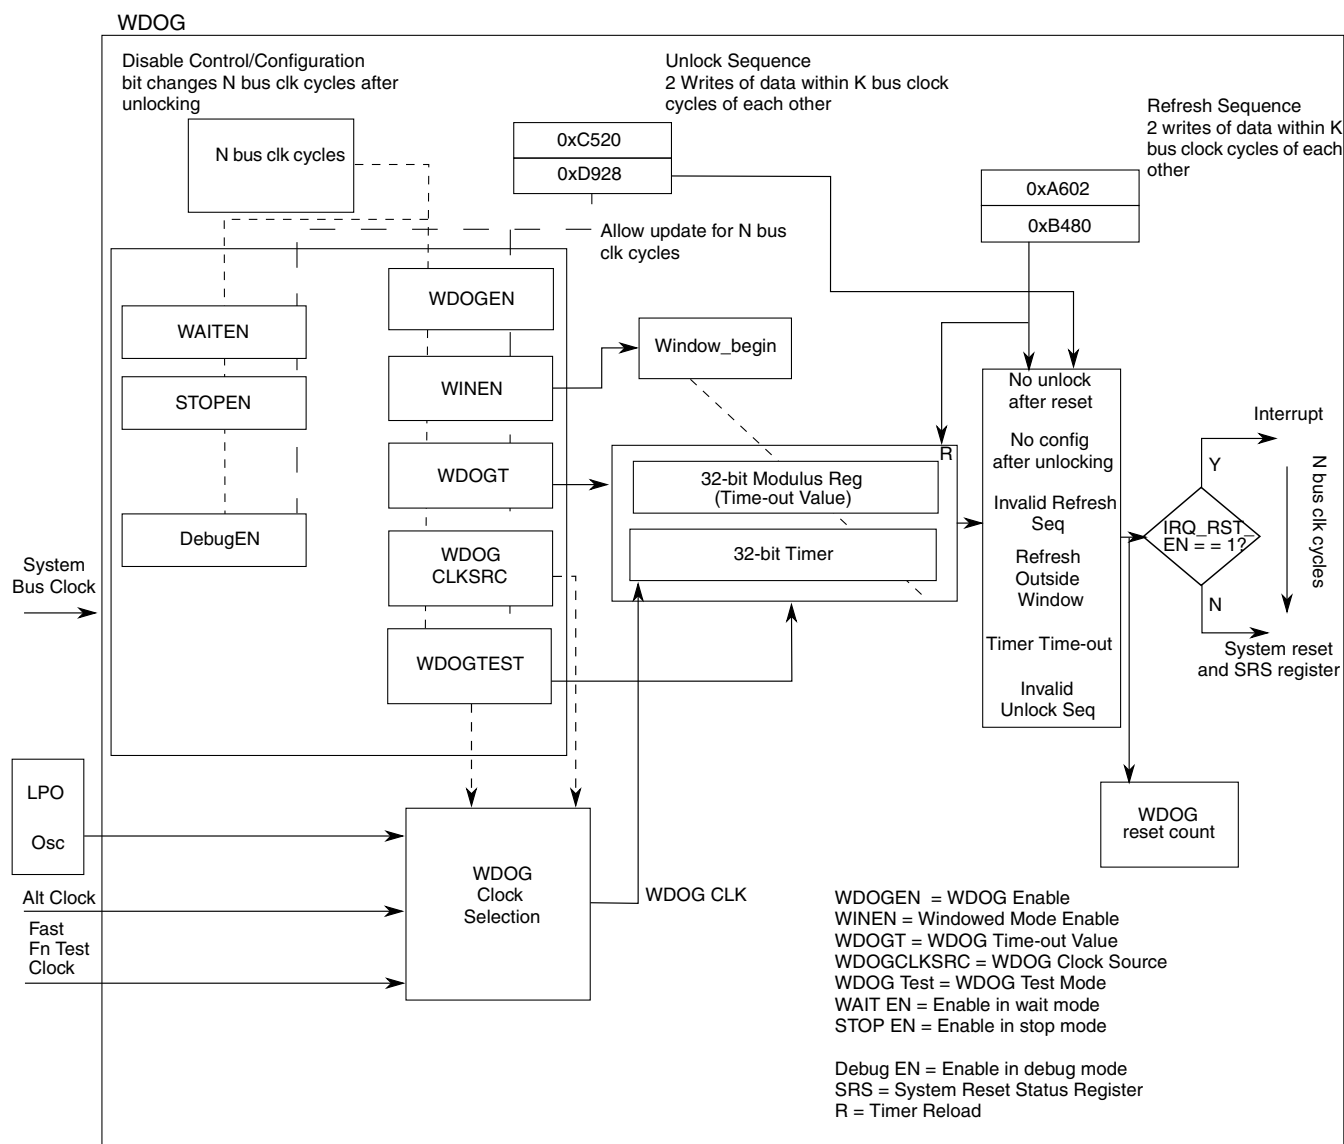 WDOG
Disable Control/Configuration
bit changes N bus clk cycles after
unlocking
N bus clk cycles
Unlock Sequence
2 Writes of data within K bus clock
cycles of each other
0xC520
0xD928
Allow update for N bus
clk cycles
Refresh Sequence
2 writes of data within K
bus clock cycles of each
other
0xA602
0xB480
WAITEN
STOPEN
DebugEN
WDOGEN
WINEN
WDOGT
WDOG
CLKSRC
WDOGTEST
Window_begin
R
32-bit Modulus Reg
(Time-out Value)
32-bit Timer
No unlock
after reset
No config
after unlocking
Invalid Refresh
Seq
Refresh
Outside
Window
Timer Time-out
Invalid
Unlock Seq
Interrupt
Y
IRQ_RST_
EN = = 1?
N
N bus clk cycles
System reset
and SRS register
System
Bus Clock
LPO
Osc
Alt Clock
Fast
Fn Test
Clock
WDOG
Clock
Selection
WDOG CLK
WDOG
reset count
WDOGEN = WDOG Enable
WINEN = Windowed Mode Enable
WDOGT = WDOG Time-out Value
WDOGCLKSRC = WDOG Clock Source
WDOG Test = WDOG Test Mode
WAIT EN = Enable in wait mode
STOP EN = Enable in stop mode
Debug EN = Enable in debug mode
SRS = System Reset Status Register
R = Timer Reload